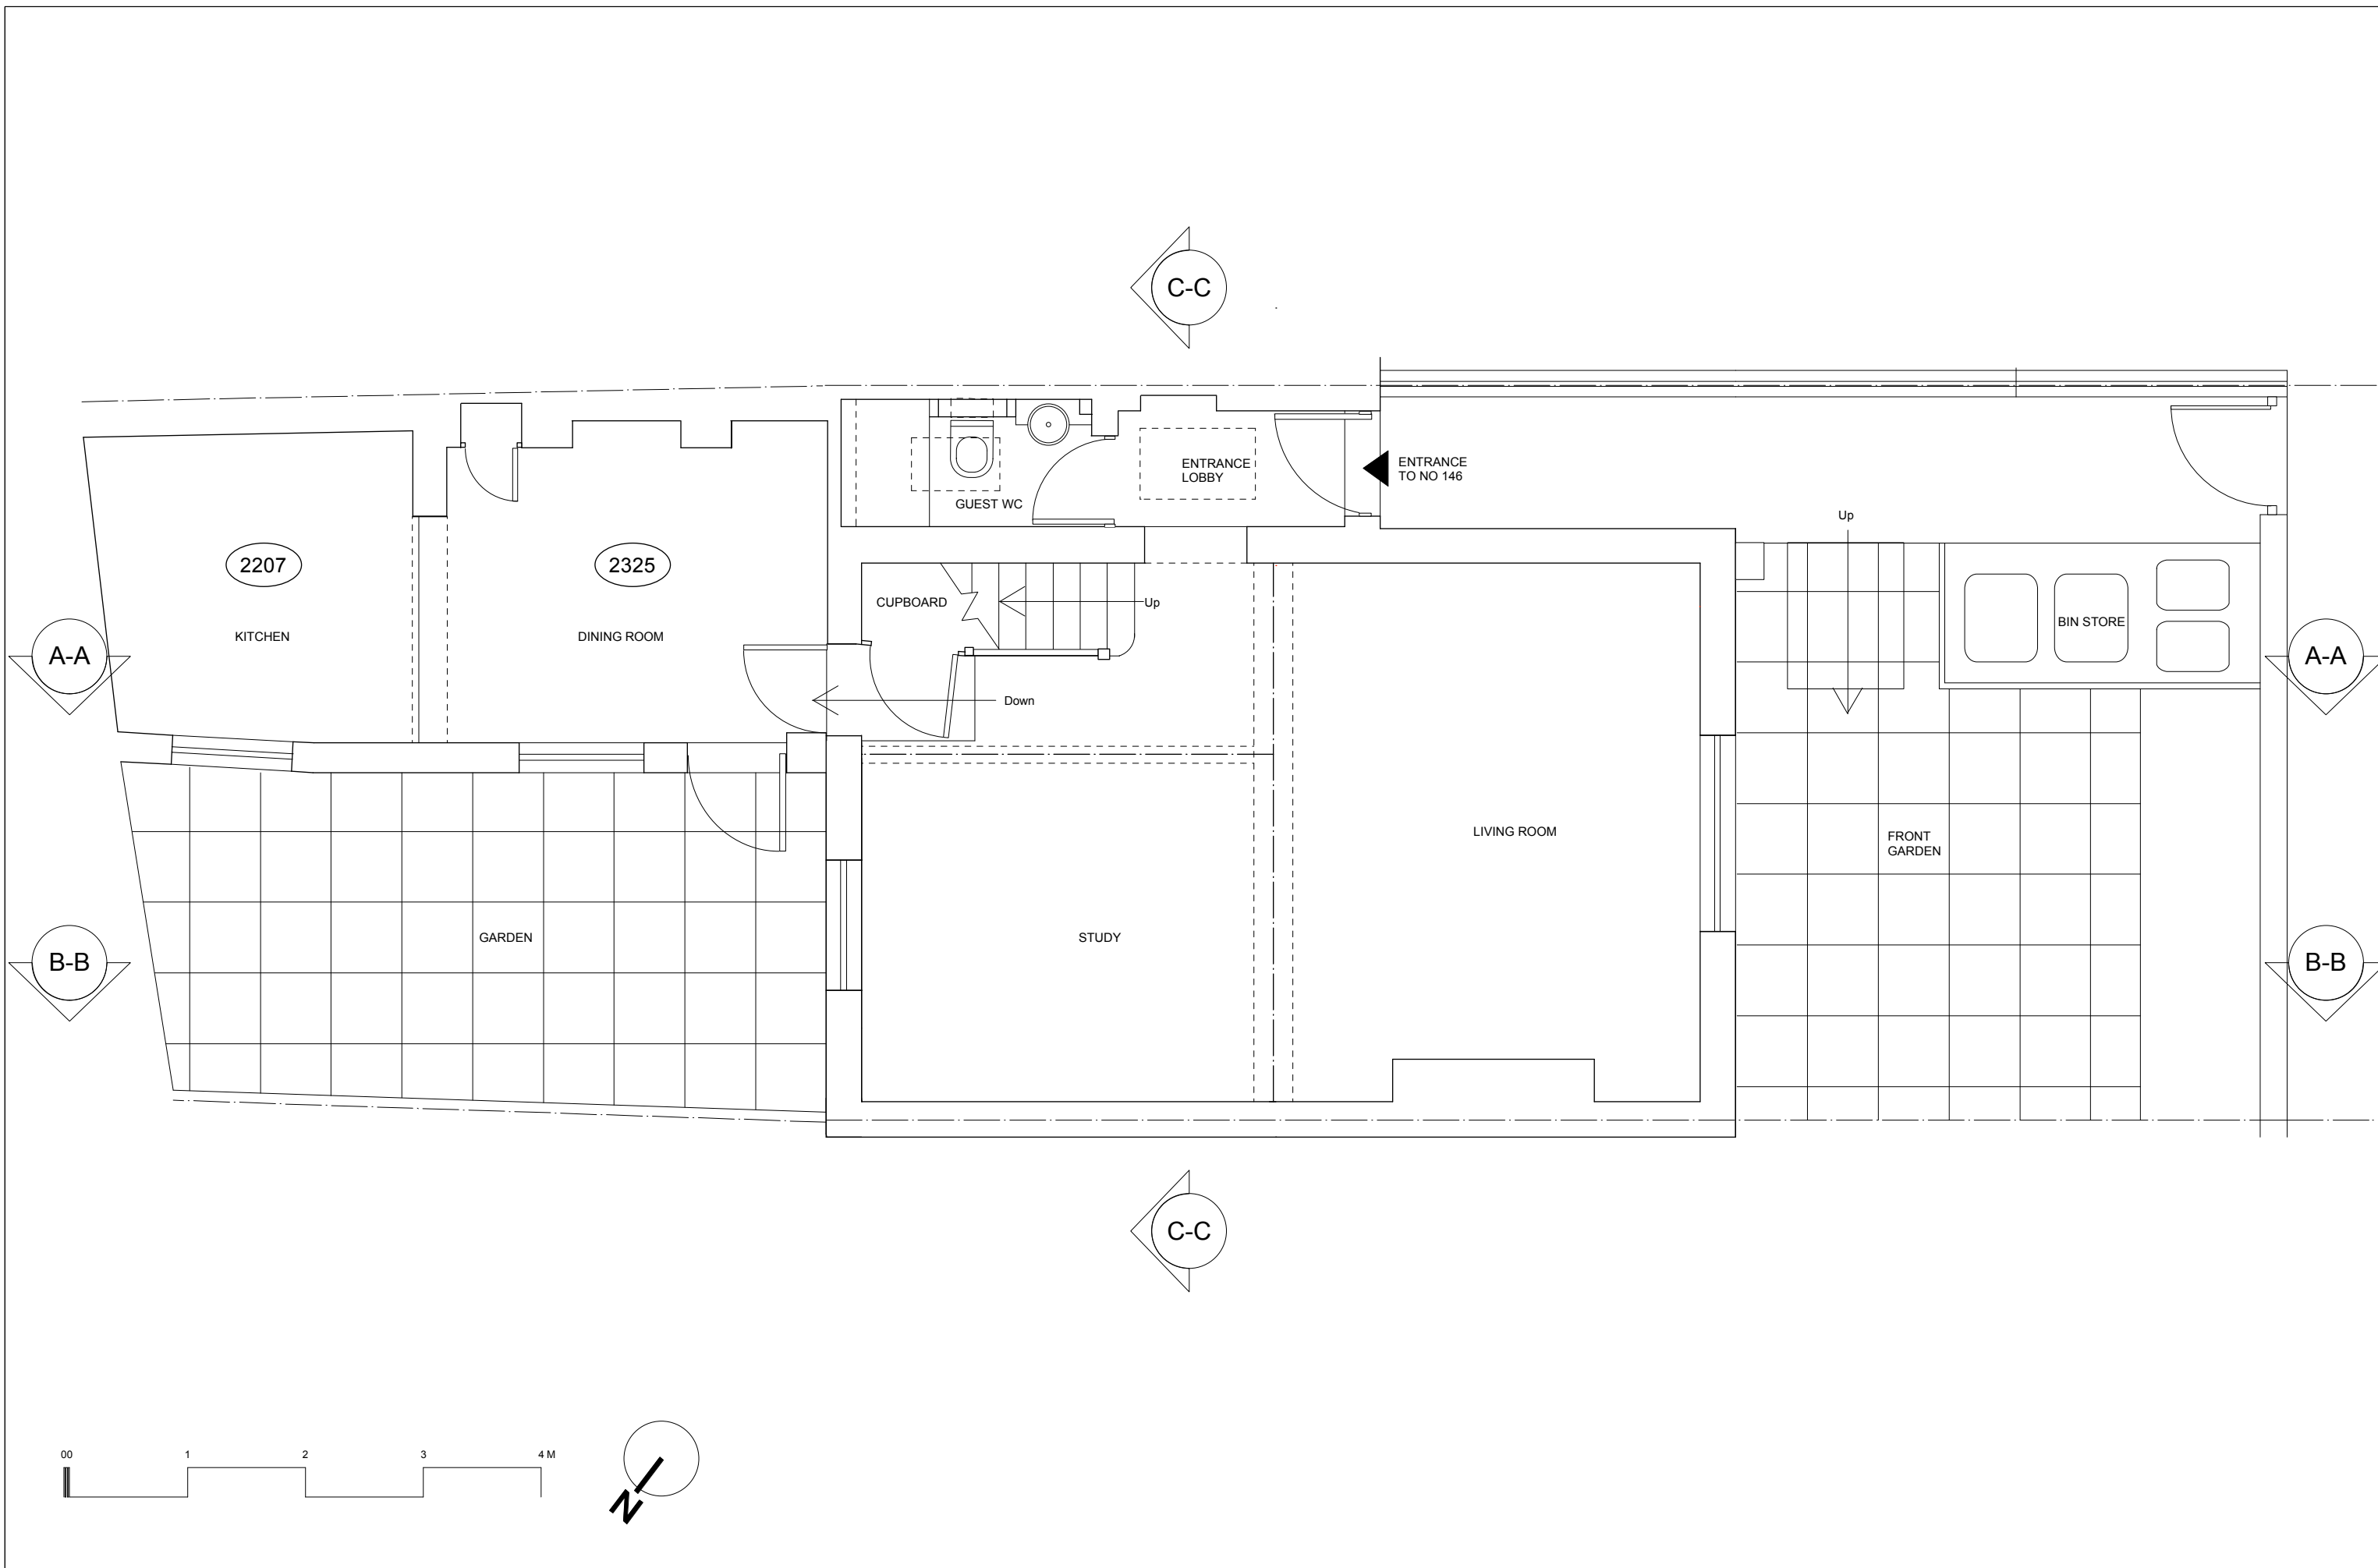 C-C
ENTRANCE
LOBBY
ENTRANCE
TO NO 146
GUEST WC
Up
2207
2325
CUPBOARD
Up
BIN STORE
KITCHEN
DINING ROOM
A-A
A-A
Down
LIVING ROOM
FRONT
GARDEN
GARDEN
STUDY
B-B
B-B
C-C
00 1 2 3 4 M
N